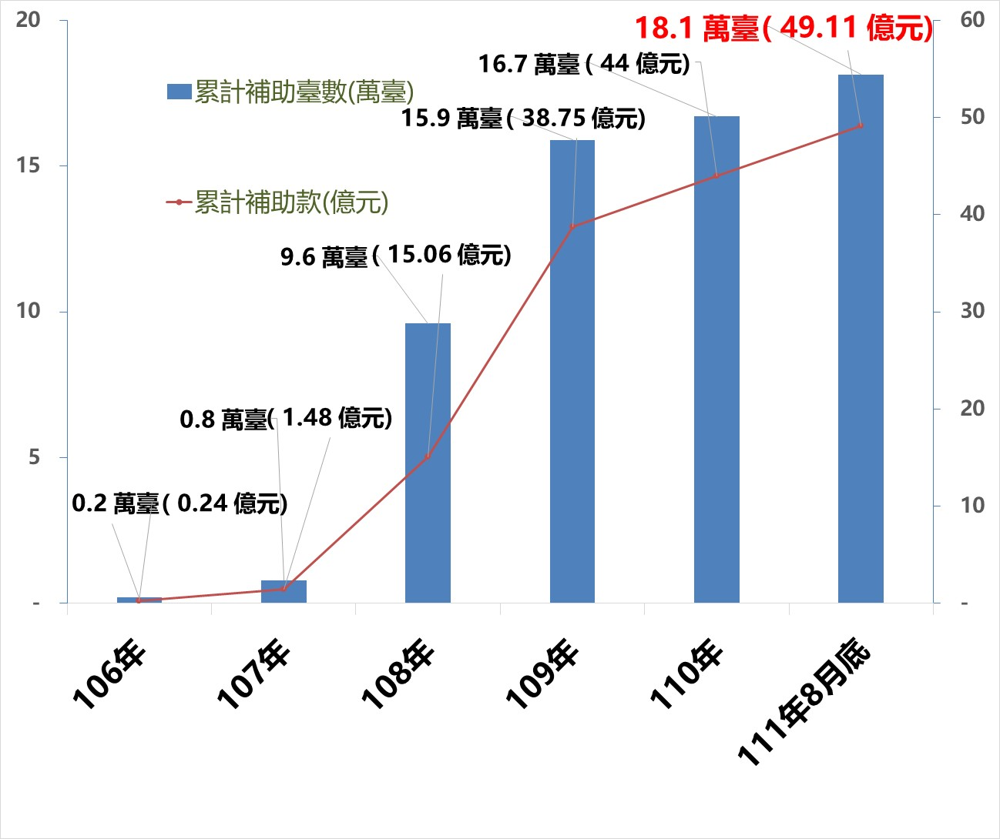 20
15
10
5
-
60
50
40
30
20
10
-
累計補助臺數(萬臺)
累計補助款(億元)
0.2 萬臺( 0.24 億元)
0.8 萬臺( 1.48 億元)
9.6 萬臺( 15.06 億元)
15.9 萬臺( 38.75 億元)
16.7 萬臺( 44 億元)
18.1 萬臺( 49.11 億元)
106年
107年
108年
109年
110年
111年8月底